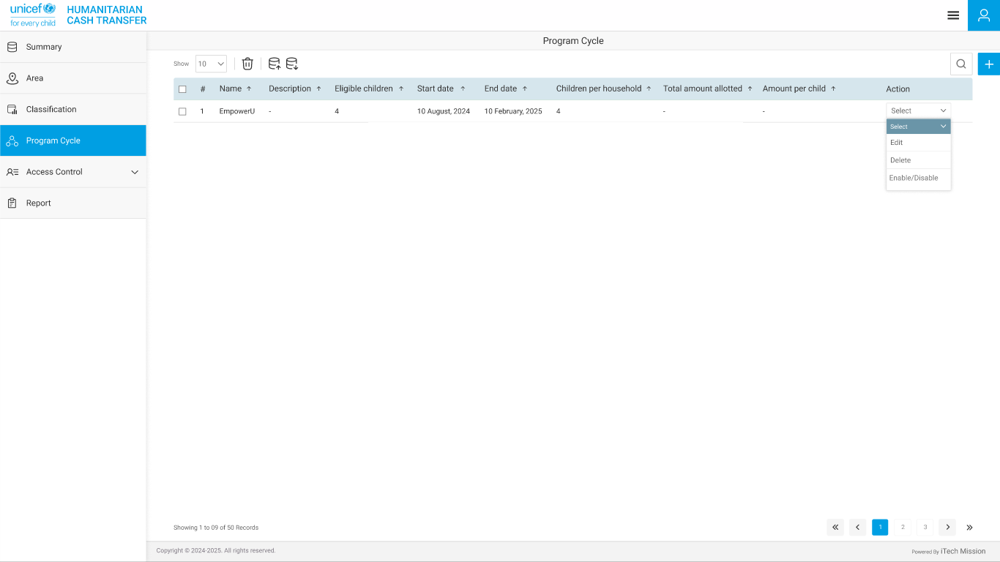 unicef
for every child
HUMANITARIAN
CASH TRANSFER
Summary
Area
Classification
Program Cycle
Access Control
Report
Program Cycle
Show 10
# Name Description Eligible children Start date End date Children per household Total amount allotted Amount per child Action
1 EmpowerU - 4 10 August, 2024 10 February, 2025 4 - - Select
Select
Edit
Delete
Enable/Disable
Showing 1 to 09 of 50 Records
1 2 3
Copyright © 2024-2025. All rights reserved.
Powered By iTech Mission